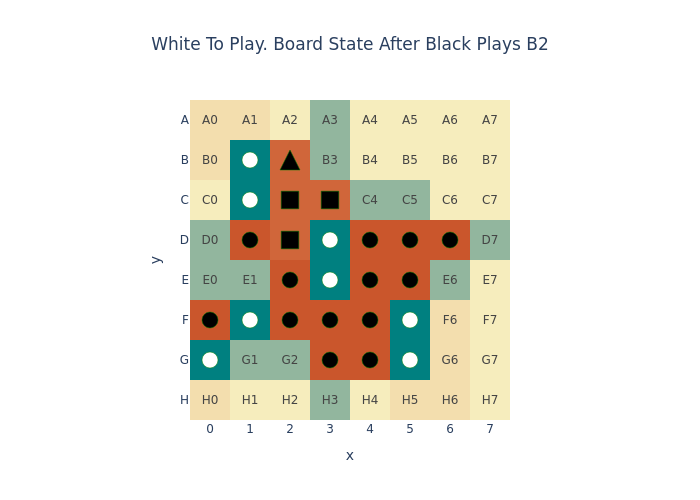 White To Play. Board State After Black Plays B2
A A0 A1 A2 A3 A4 A5 A6 A7
B B0 B3 B4 B5 B6 B7
C C0 C4 C5 C6 C7
D D0 D7
E E0 E1 E6 E7
F F6 F7
G G1 G2 G6 G7
H H0 H1 H2 H3 H4 H5 H6 H7
0 1 2 3 4 5 6 7
x
y